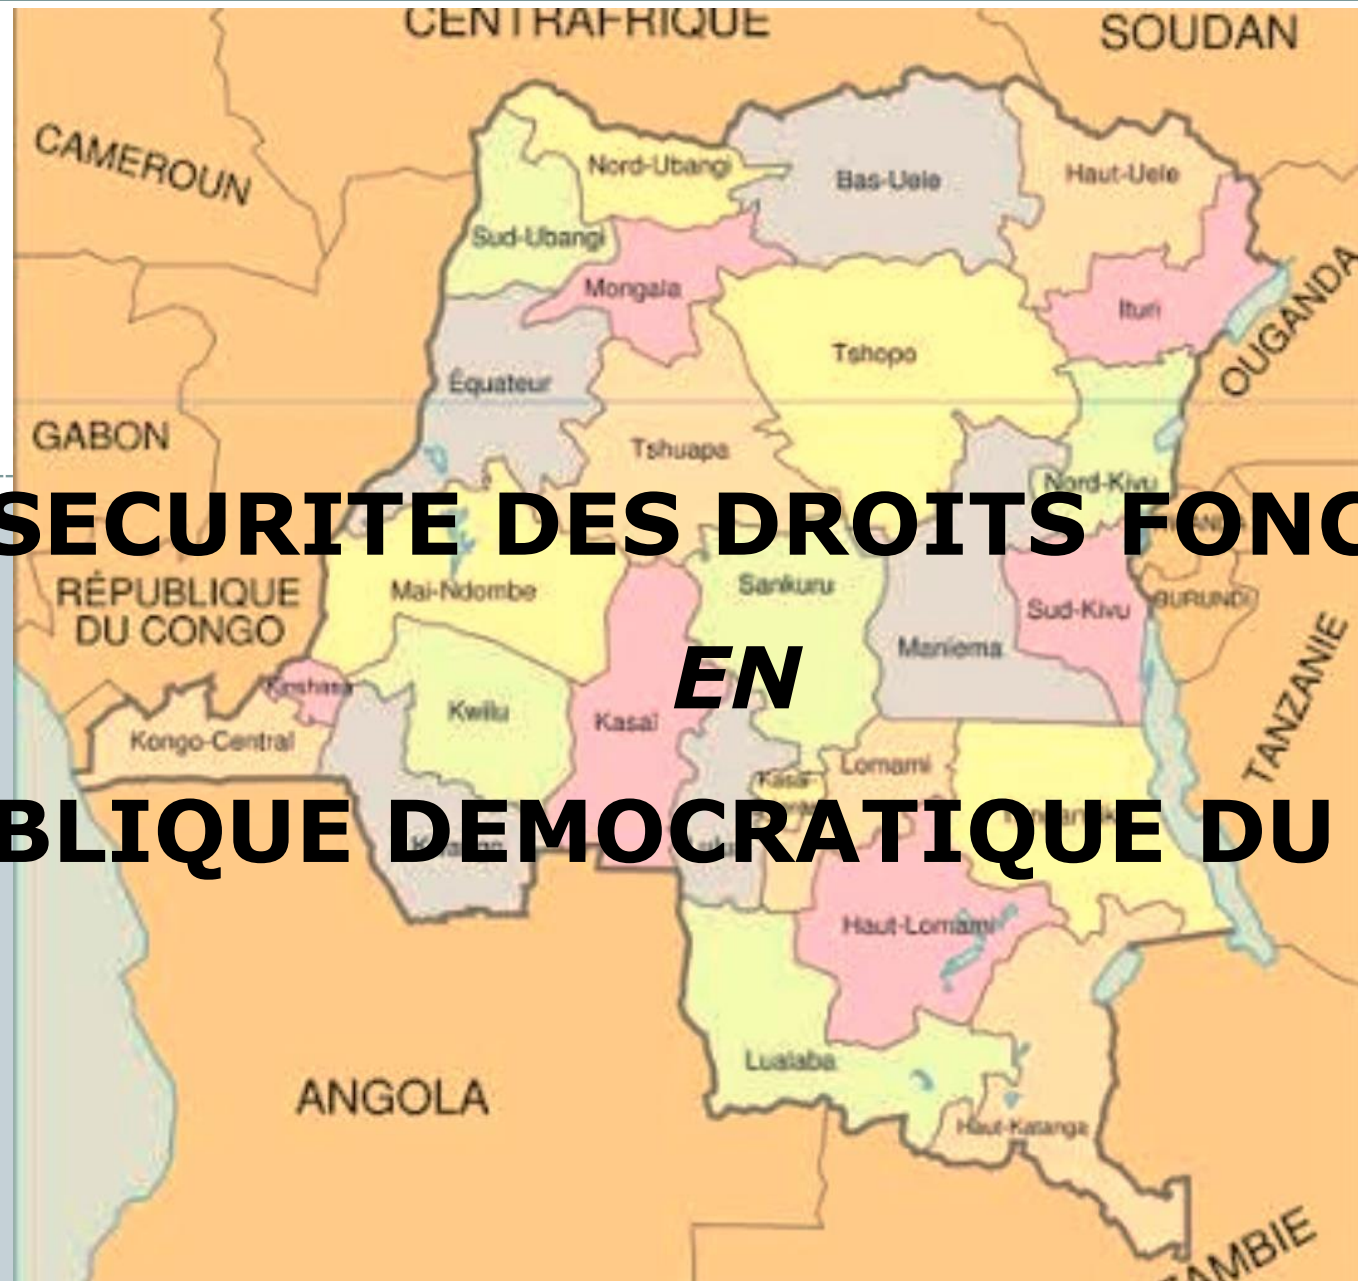 CENTRAFRIQUE
SOUDAN
CAMEROUN
Nord-Ubangi
Bas-Uele
Haut-Uele
Sud-Ubangi
Mongala
Ituri
OUGANDA
Tshopo
Équateur
GABON
Tshuapa
Nord-Kivu
SECURITE DES DROITS FONC
RÉPUBLIQUE
DU CONGO
Mai-Ndombe
Sankuru
Sud-Kivu
BURUNDI
TANZANIE
Maniema
EN
Kinshasa
Kwilu
Kasaï
Kongo-Central
Lomami
Kasaï-
BLIQUE DEMOCRATIQUE DU
Haut-Lomami
Lualaba
ANGOLA
Haut-Katanga
AMBIE